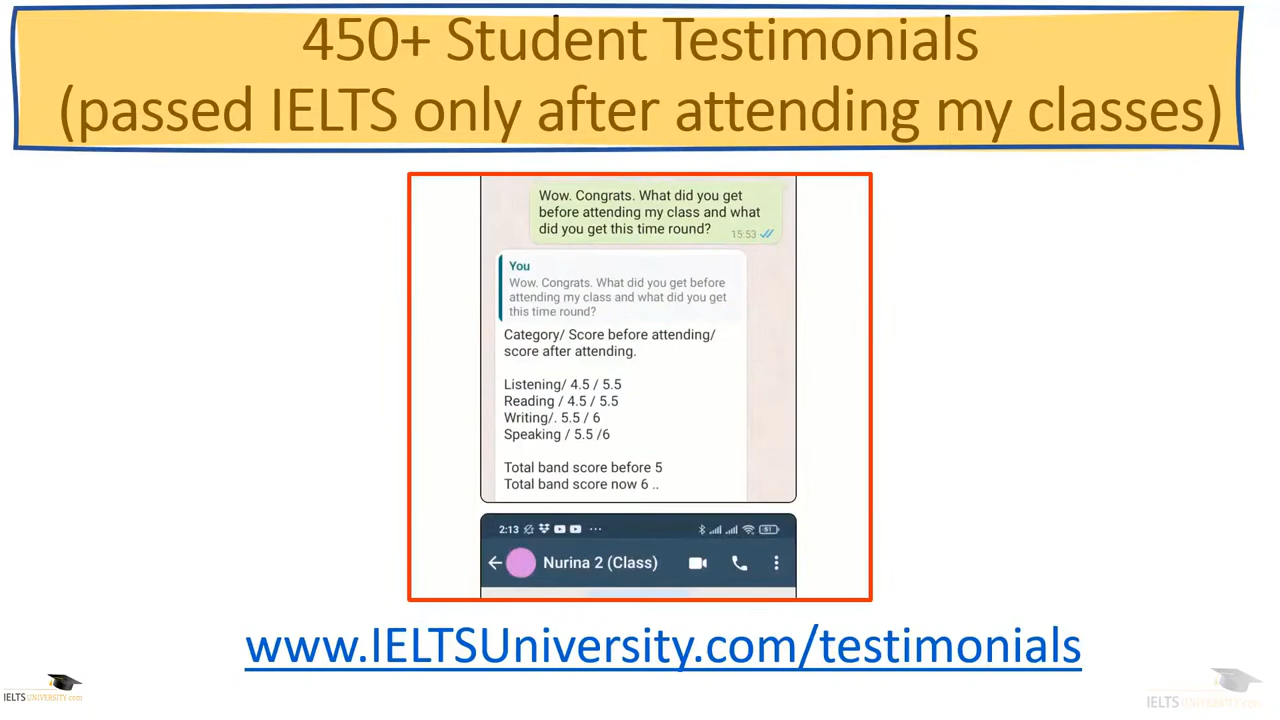 450+ Student Testimonials
(passed IELTS only after attending my classes)
Wow. Congrats. What did you get
before attending my class and what
did you get this time round?
15:53
You
Wow. Congrats. What did you get before
attending my class and what did you get
this time round?
Category/ Score before attending/
score after attending.
Listening/ 4.5 / 5.5
Reading / 4.5 / 5.5
Writing/. 5.5 / 6
Speaking / 5.5 /6
Total band score before 5
Total band score now 6 ..
2:13 ... 51
Nurina 2 (Class)
www.IELTSUniversity.com/testimonials
IELTS UNIVERSITY.com
IELTS UNIVERSITY.com